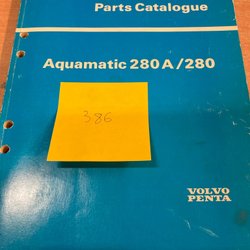 Parts Catalogue
Aquamatic 280 A/280
386
VOLVO
PENTA